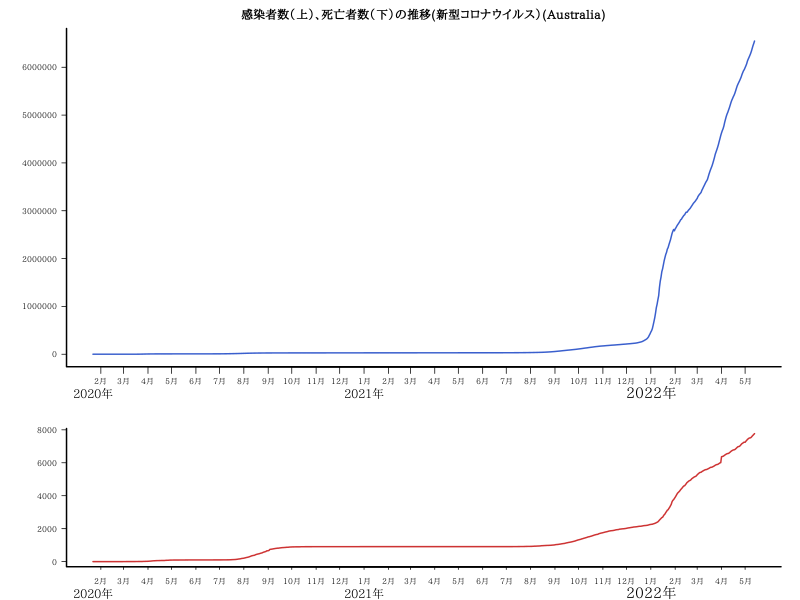 感染者数（上）、死亡者数（下）の推移(新型コロナウイルス）(Australia)
6000000
5000000
4000000
3000000
2000000
1000000
0
2月 3月 4月 5月 6月 7月 8月 9月 10月 11月 12月 1月 2月 3月 4月 5月 6月 7月 8月 9月 10月 11月 12月 1月 2月 3月 4月 5月
2020年 2021年 2022年
8000
6000
4000
2000
0
2月 3月 4月 5月 6月 7月 8月 9月 10月 11月 12月 1月 2月 3月 4月 5月 6月 7月 8月 9月 10月 11月 12月 1月 2月 3月 4月 5月
2020年 2021年 2022年